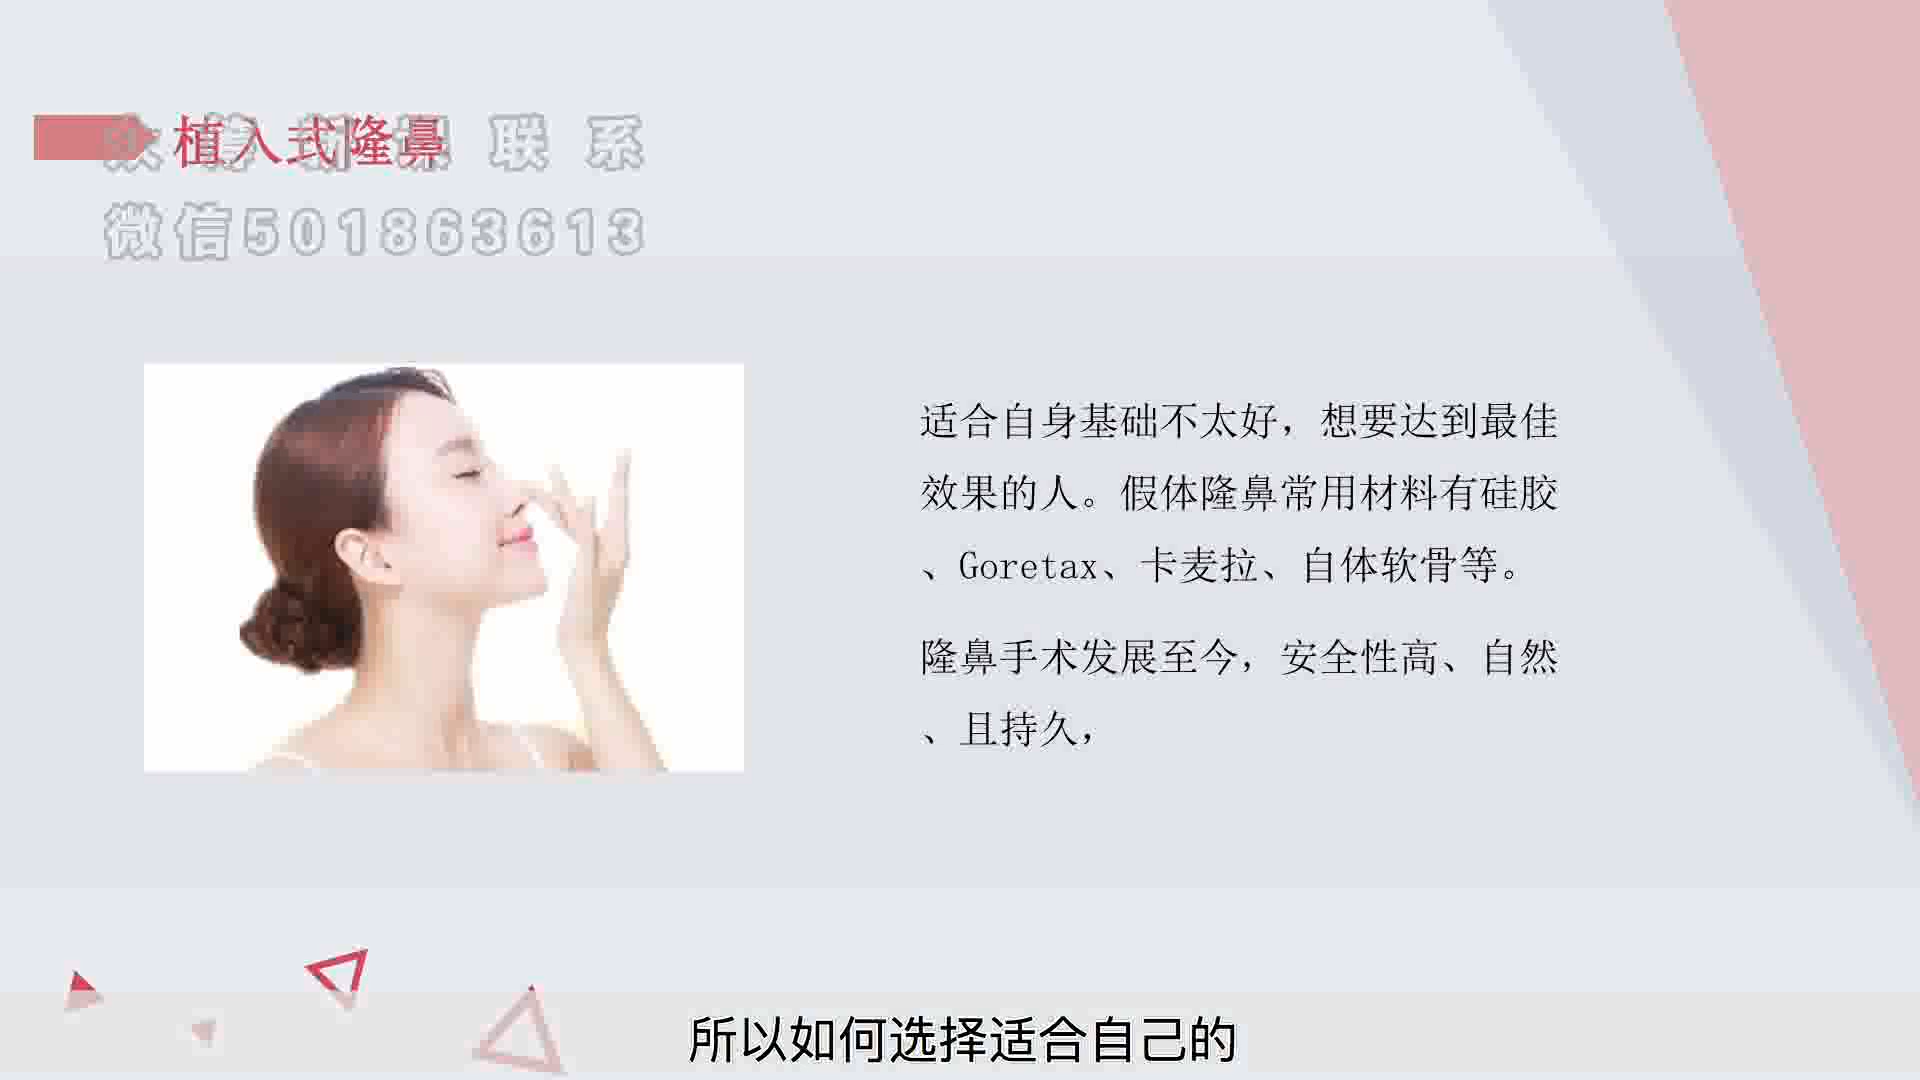 植入式隆鼻
联系
微信501863613
适合自身基础不太好，想要达到最佳
效果的人。假体隆鼻常用材料有硅胶
、Goretax、卡麦拉、自体软骨等。
隆鼻手术发展至今，安全性高、自然
、且持久，
所以如何选择适合自己的